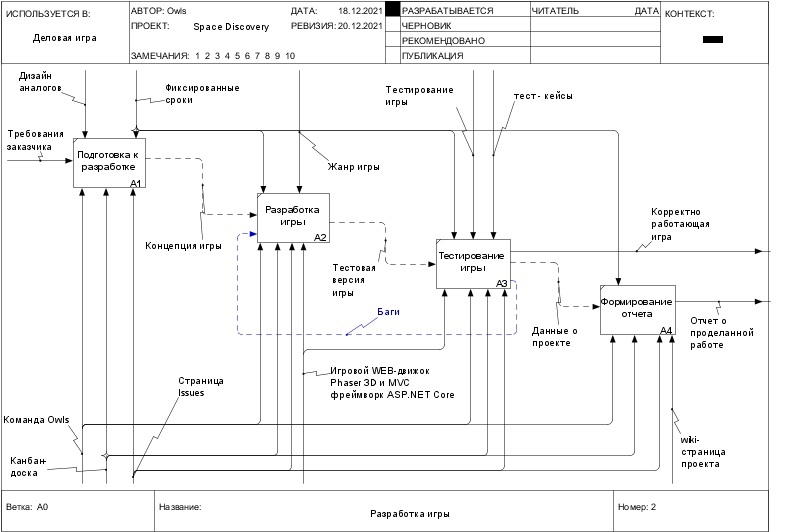 ИСПОЛЬЗУЕТСЯ В:
Деловая игра
АВТОР: Owls
ДАТА: 18.12.2021
ПРОЕКТ: Space Discovery
РЕВИЗИЯ: 20.12.2021
ЗАМЕЧАНИЯ: 1 2 3 4 5 6 7 8 9 10
РАЗРАБАТЫВАЕТСЯ
ЧЕРНОВИК
РЕКОМЕНДОВАНО
ПУБЛИКАЦИЯ
ЧИТАТЕЛЬ
ДАТА
КОНТЕКСТ:
Дизайн
аналогов
Фиксированные
сроки
Тестирование
игры
тест - кейсы
Требования
заказчика
Подготовка к
разработке
A1
Жанр игры
Концепция игры
Разработка
игры
A2
Корректно
работающая
игра
Тестовая
версия
игры
Тестирование
игры
A3
Баги
Данные о
проекте
Формирование
отчета
A4
Отчет о
проделанной
работе
Страница
Issues
Игровой WEB-движок
Phaser 3D и MVC
фреймворк ASP.NET Core
Команда Owls
Канбан-
доска
wiki-
страница
проекта
Ветка: A0
Название:
Разработка игры
Номер: 2